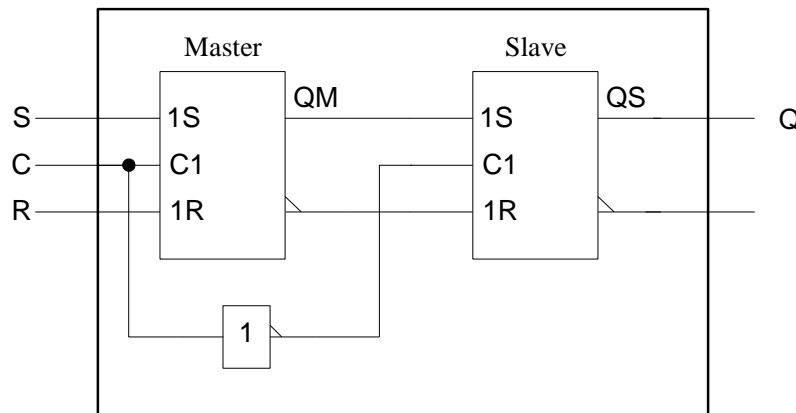 Master Slave
QM QS
S 1S 1S Q
C C1 C1
R 1R 1R
1